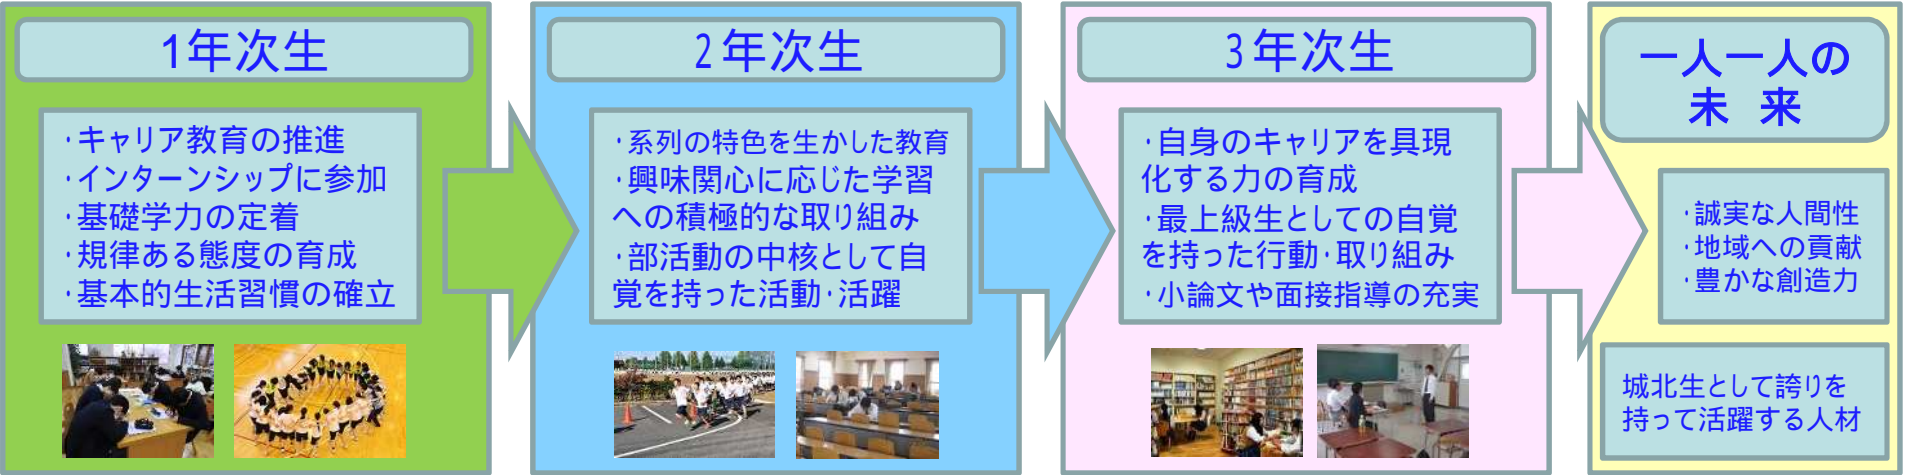 1年次生
・キャリア教育の推進
・インターンシップに参加
・基礎学力の定着
・規律ある態度の育成
・基本的生活習慣の確立
2年次生
・系列の特色を生かした教育
・興味関心に応じた学習
への積極的な取り組み
・部活動の中核として自
覚を持った活動・活躍
3年次生
・自身のキャリアを具現
化する力の育成
・最上級生としての自覚
を持った行動・取り組み
・小論文や面接指導の充実
一人一人の
未 来
・誠実な人間性
・地域への貢献
・豊かな創造力
城北生として誇りを
持って活躍する人材